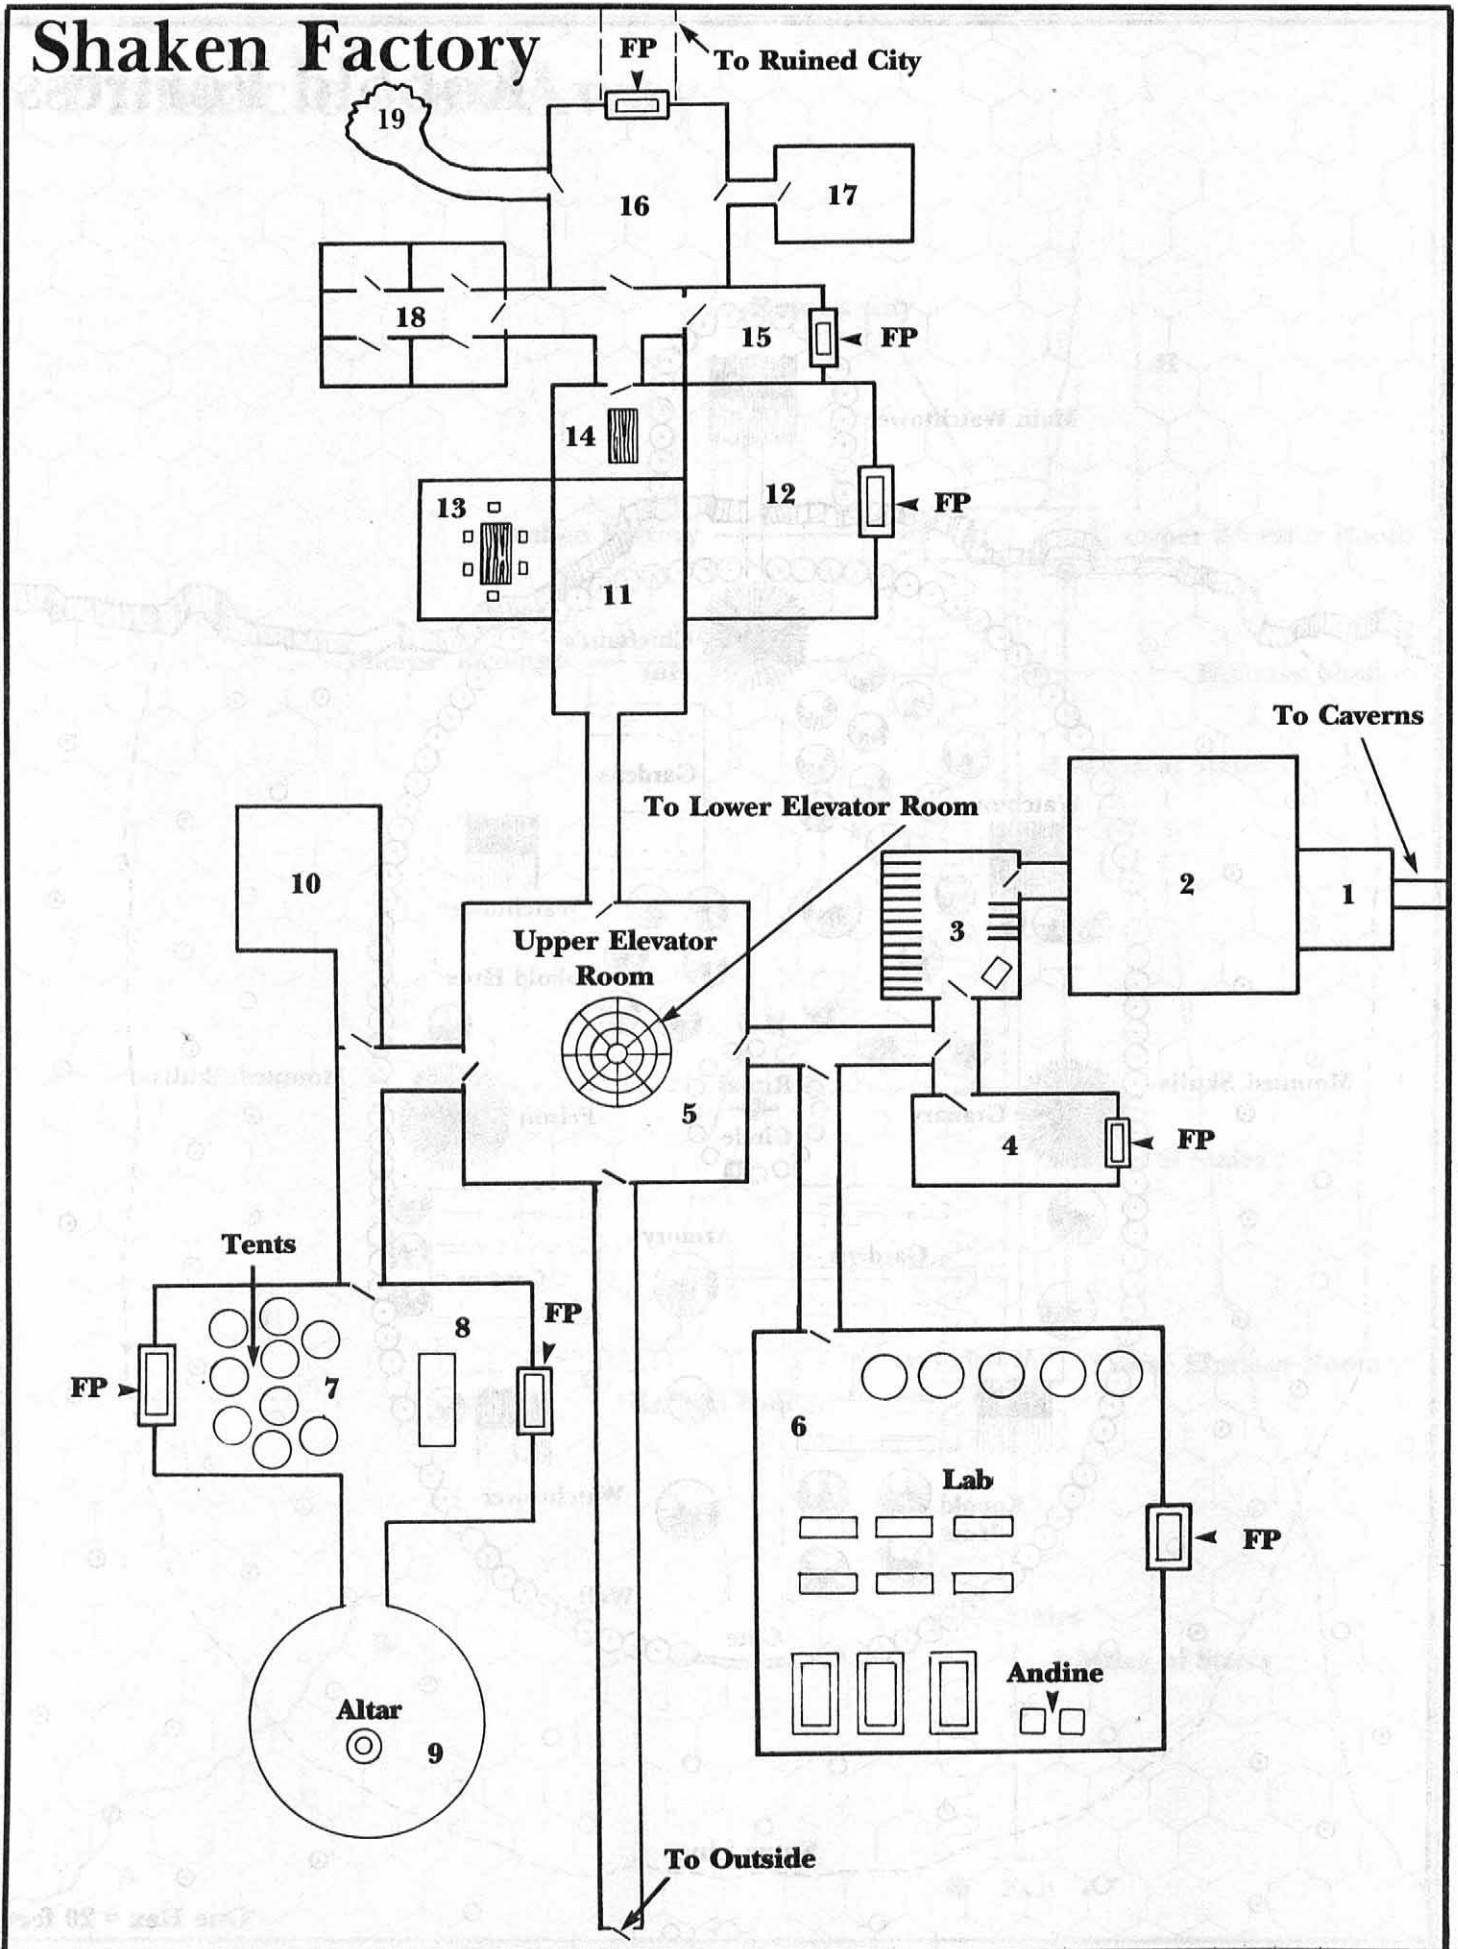 Shaken Factory
FP
To Ruined City
19
16
17
18
15
FP
14
12
13
FP
11
To Caverns
To Lower Elevator Room
10
2
1
3
Upper Elevator
Room
5
4
FP
Tents
FP
8
FP
7
6
Lab
FP
Andine
Altar
9
To Outside